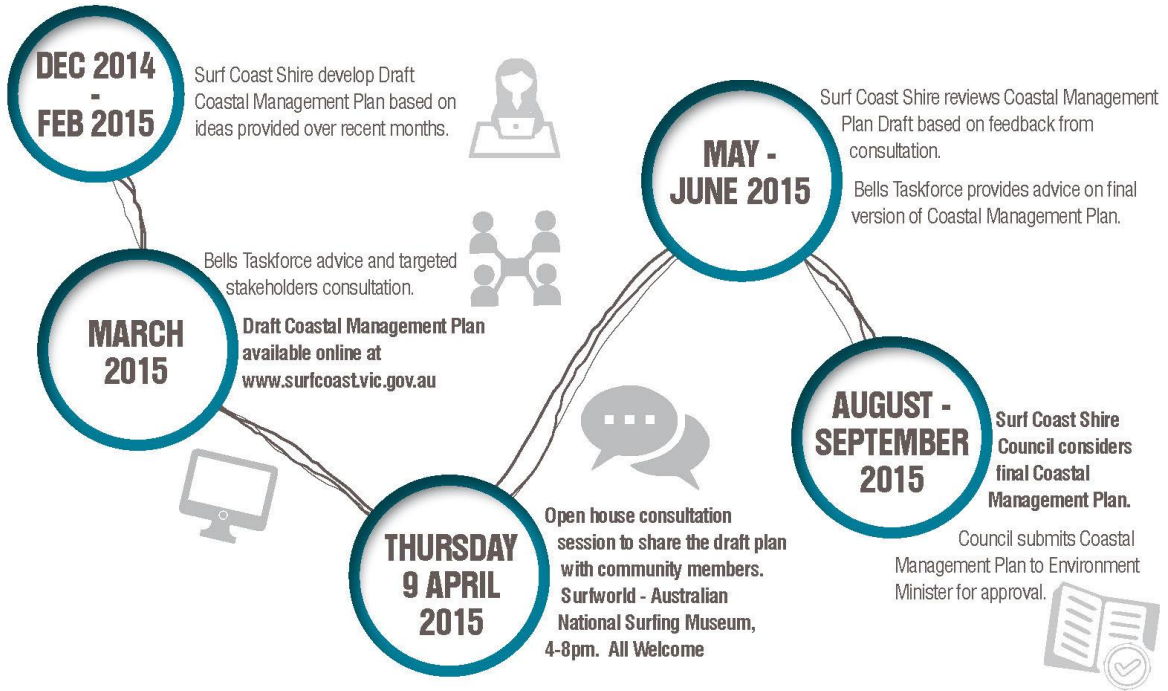 DEC 2014
-
FEB 2015
Surf Coast Shire develop Draft
Coastal Management Plan based on
ideas provided over recent months.
MARCH
2015
Bells Taskforce advice and targeted
stakeholders consultation.
Draft Coastal Management Plan
available online at
www.surfcoast.vic.gov.au
THURSDAY
9 APRIL
2015
Open house consultation
session to share the draft plan
with community members.
Surfworld - Australian
National Surfing Museum,
4-8pm. All Welcome
MAY -
JUNE 2015
Surf Coast Shire reviews Coastal Management
Plan Draft based on feedback from
consultation.
Bells Taskforce provides advice on final
version of Coastal Management Plan.
AUGUST -
SEPTEMBER
2015
Surf Coast Shire
Council considers
final Coastal
Management Plan.
Council submits Coastal
Management Plan to Environment
Minister for approval.